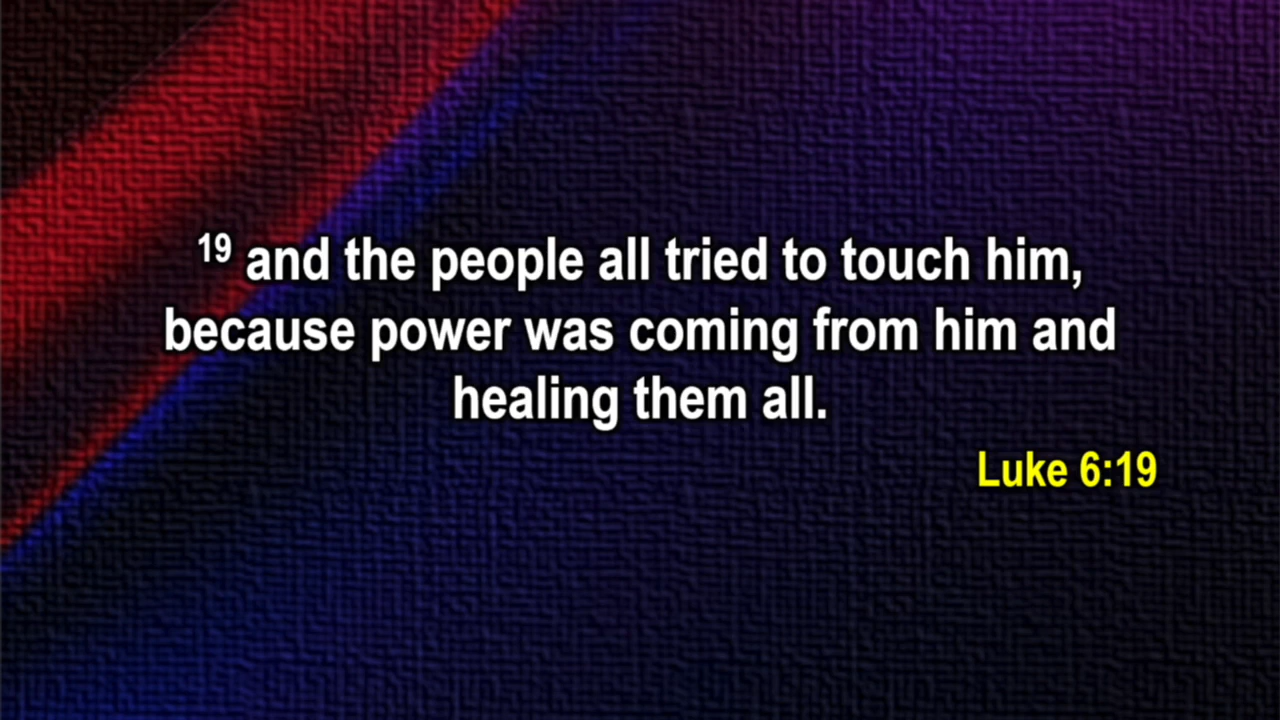 19 and the people all tried to touch him,
because power was coming from him and
healing them all.
Luke 6:19